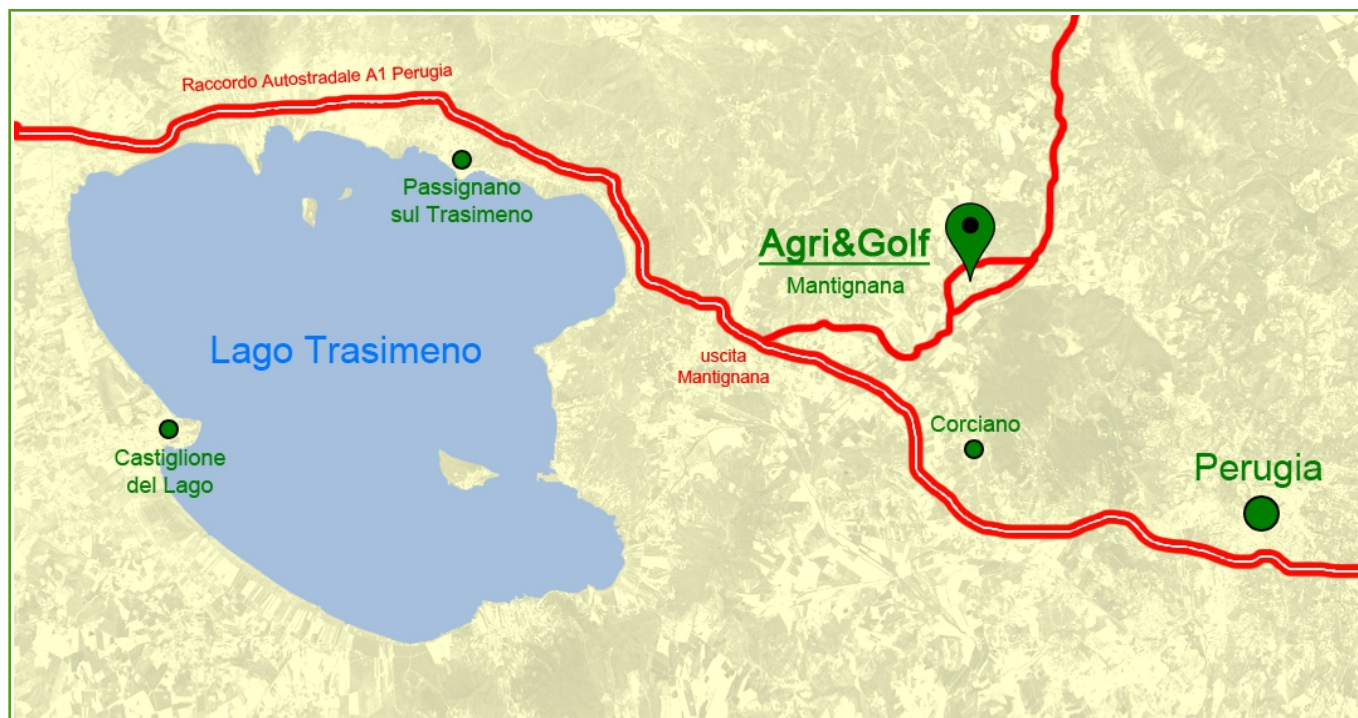 Raccordo Autostradale A1 Perugia
Passignano
sul Trasimeno
Agri&Golf
Mantignana
Lago Trasimeno
uscita
Mantignana
Castiglione
del Lago
Corciano
Perugia